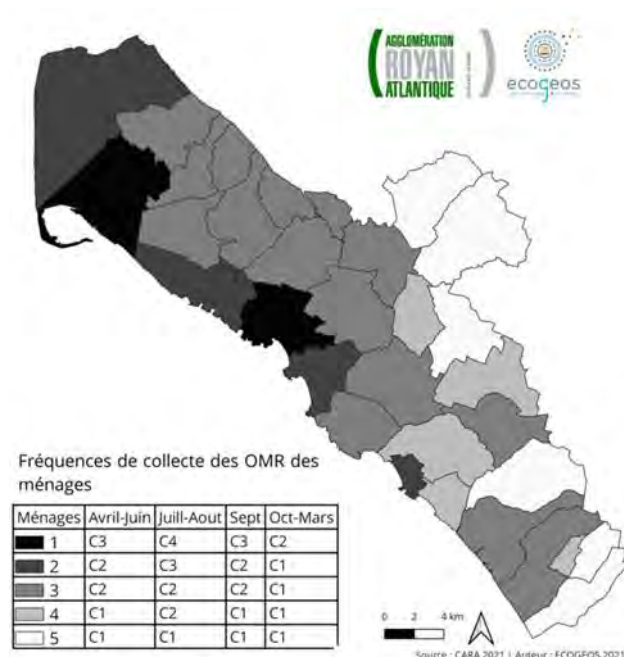 AGGLOMÉRATION
ROYAN
ATLANTIQUE
ecogeos
Fréquences de collecte des OMR des
ménages
Ménages Avril-Juin Juill-Aout Sept Oct-Mars
1 C3 C4 C3 C2
2 C2 C3 C2 C1
3 C2 C2 C2 C1
4 C1 C2 C1 C1
5 C1 C1 C1 C1
0 2 4 km
Source : CARA 2021 | Auteur : ECOGEOS 2021